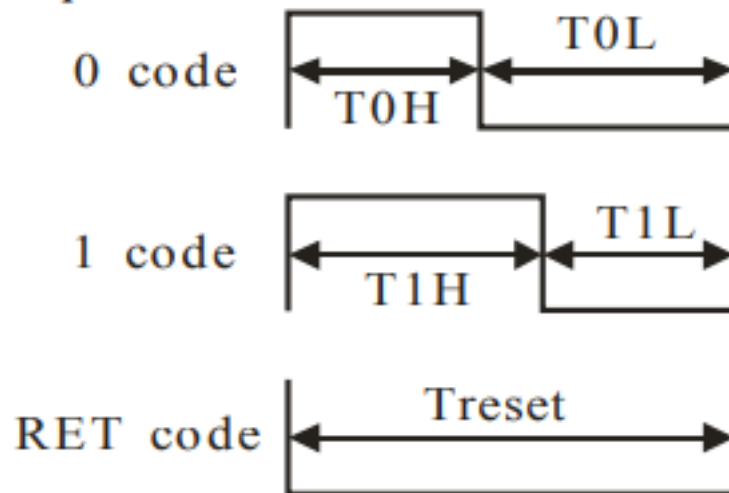 T0L
0 code
T0H
T1L
1 code
T1H
Treset
RET code